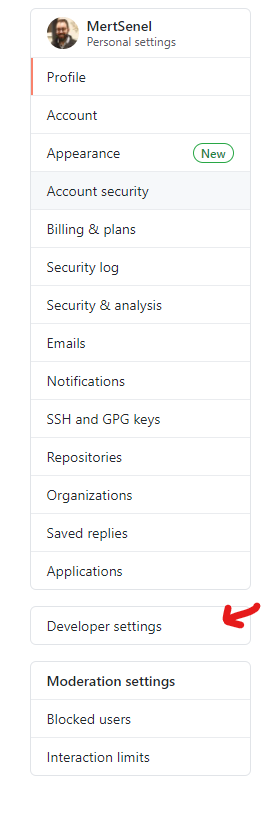 MertSenel
Personal settings
Profile
Account
Appearance New
Account security
Billing & plans
Security log
Security & analysis
Emails
Notifications
SSH and GPG keys
Repositories
Organizations
Saved replies
Applications
Developer settings
Moderation settings
Blocked users
Interaction limits